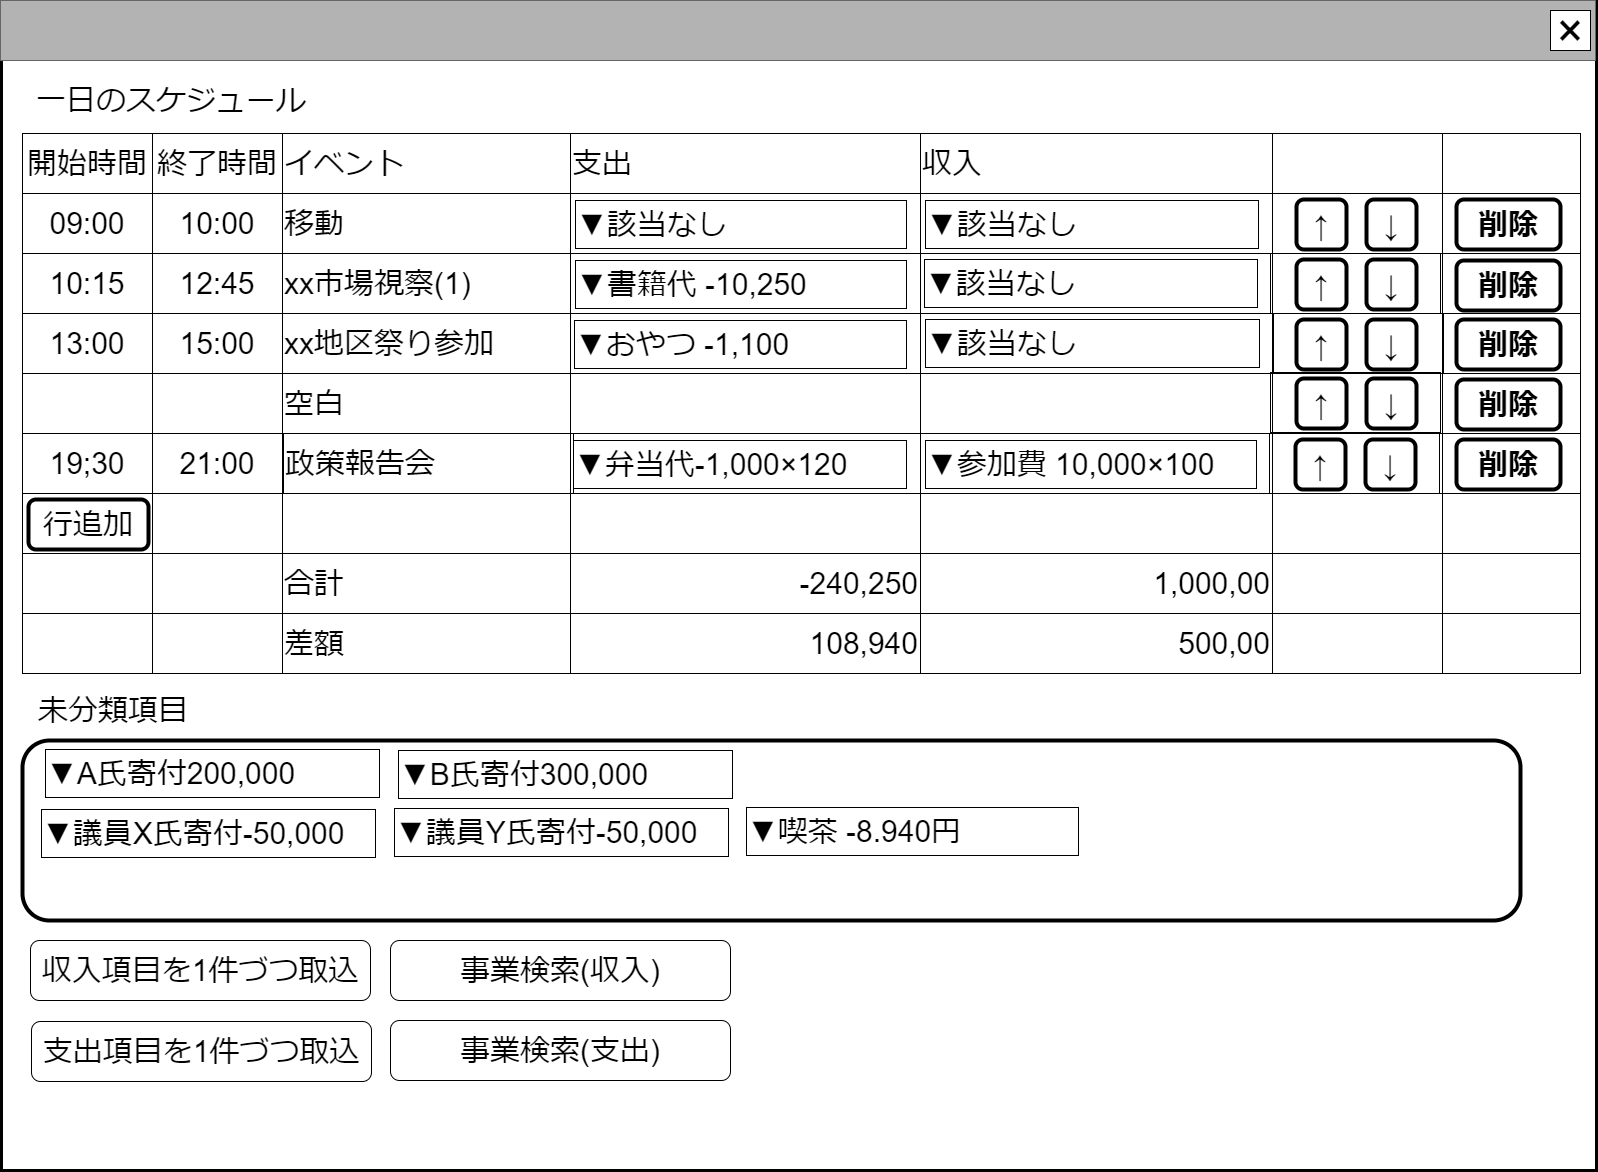 一日のスケジュール
開始時間 終了時間 イベント 支出 収入
09:00 10:00 移動 ▼該当なし ▼該当なし ↑ ↓ 削除
10:15 12:45 xx市場視察(1) ▼書籍代 -10,250 ▼該当なし ↑ ↓ 削除
13:00 15:00 xx地区祭り参加 ▼おやつ -1,100 ▼該当なし ↑ ↓ 削除
空白 ↑ ↓ 削除
19;30 21:00 政策報告会 ▼弁当代-1,000×120 ▼参加費 10,000×100 ↑ ↓ 削除
行追加
合計 -240,250 1,000,00
差額 108,940 500,00
未分類項目
▼A氏寄付200,000 ▼B氏寄付300,000
▼議員X氏寄付-50,000 ▼議員Y氏寄付-50,000 ▼喫茶 -8.940円
収入項目を1件づつ取込 事業検索(収入)
支出項目を1件づつ取込 事業検索(支出)